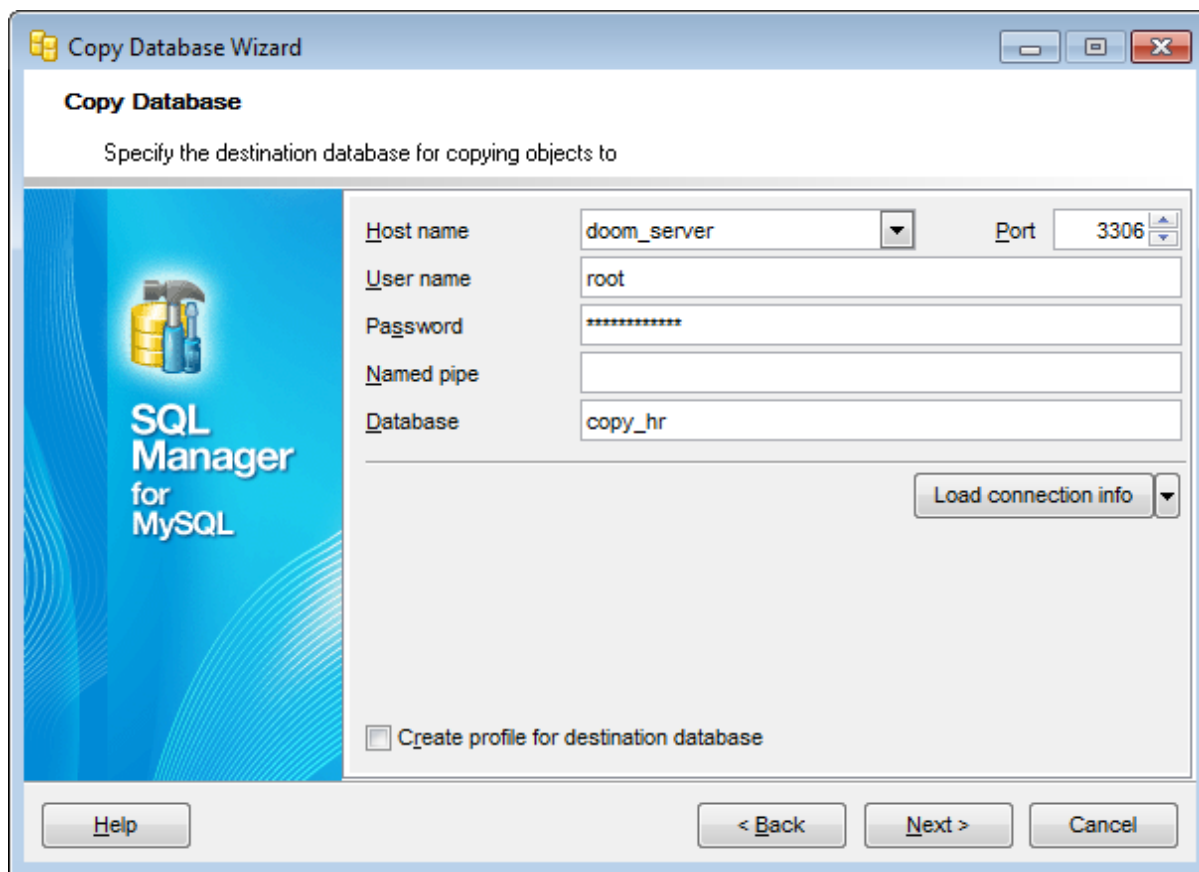 Copy Database Wizard
Copy Database
Specify the destination database for copying objects to
Host name doom_server Port 3306
User name root
Password ************
Named pipe
Database copy_hr
Load connection info
SQL
Manager
for
MySQL
Create profile for destination database
Help < Back Next > Cancel